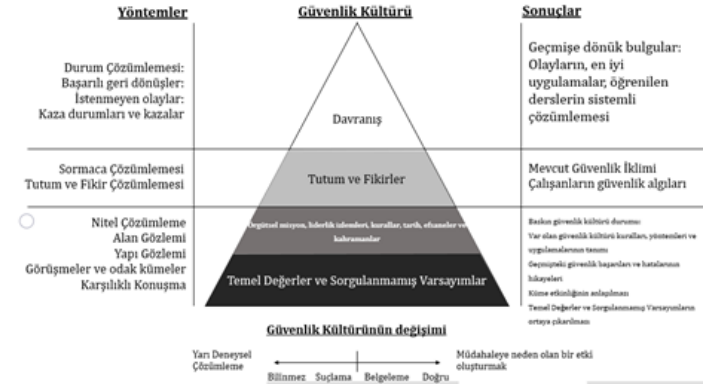 Yöntemler
Güvenlik Kültürü
Sonuçlar
Durum Çözümlemesi:
Başarılı geri dönüşler:
İstenmeyen olaylar:
Kaza durumları ve kazalar
Davranış
Geçmişe dönük bulgular:
Olayların, en iyi
uygulamalar, öğrenilen
derslerin sistemli
çözümlemesi
Sormaca Çözümlemesi
Tutum ve Fikir Çözümlemesi
Tutum ve Fikirler
Mevcut Güvenlik İklimi
Çalışanların güvenlik algıları
Nitel Çözümleme
Alan Gözlemi
Yapı Gözlemi
Görüşmeler ve odak kümeler
Karşılıklı Konuşma
Örgütsel misyon, liderlik izlemleri, kurallar, tarih, efsaneler ve
kahramanlar
Temel Değerler ve Sorgulanmamış Varsayımlar
Baskın güvenlik kültürü durumu:
Var olan güvenlik kültürü kuralları, yöntemleri ve
uygulamalarının tanımı
Geçmişteki güvenlik başarıları ve hatalarının
hikayeleri
Küme etkinliğinin anlaşılması
Temel Değerler ve Sorgulanmamış Varsayımların
ortaya çıkarılması
Güvenlik Kültürünün değişimi
Yarı Deneysel
Çözümleme
Müdahaleye neden olan bir etki
oluşturmak
Bilinmez Suçlama Belgeleme Doğru